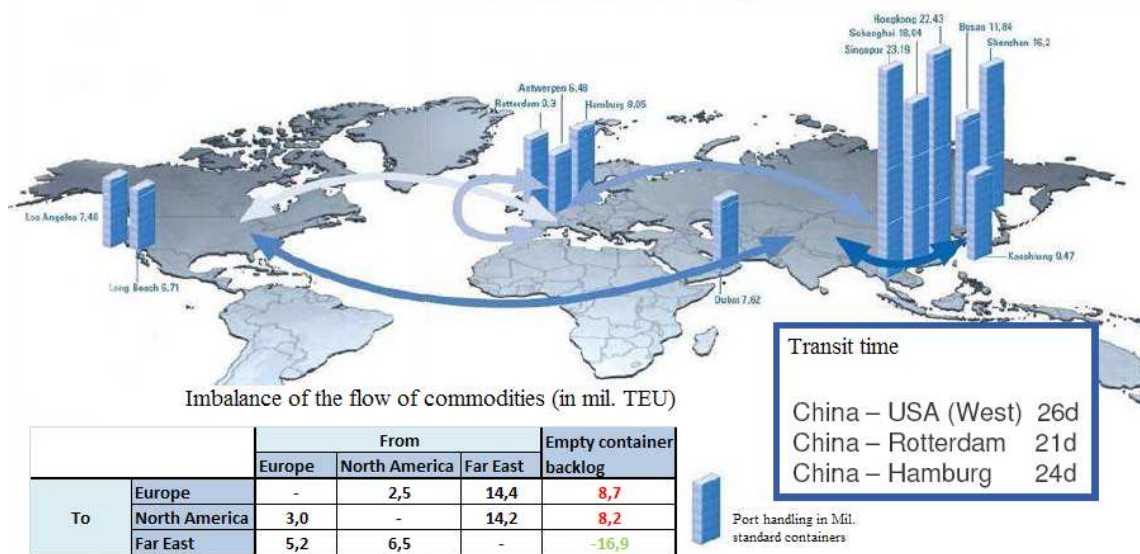 Hongkong 22,43
Schanghai 18,04
Busan 11,84
Singapur 23,19
Shenzhen 16,2
Antwerpen 6,48
Rotterdam 9,3
Hamburg 8,05
Los Angeles 7,48
Long Beach 6,71
Dubai 7,62
Kaoshiung 9,47
Transit time
China – USA (West) 26d
China – Rotterdam 21d
China – Hamburg 24d
Imbalance of the flow of commodities (in mil. TEU)
From Empty container
Europe North America Far East backlog
Europe - 2,5 14,4 8,7
To North America 3,0 - 14,2 8,2
Far East 5,2 6,5 - -16,9
Port handling in Mil.
standard containers